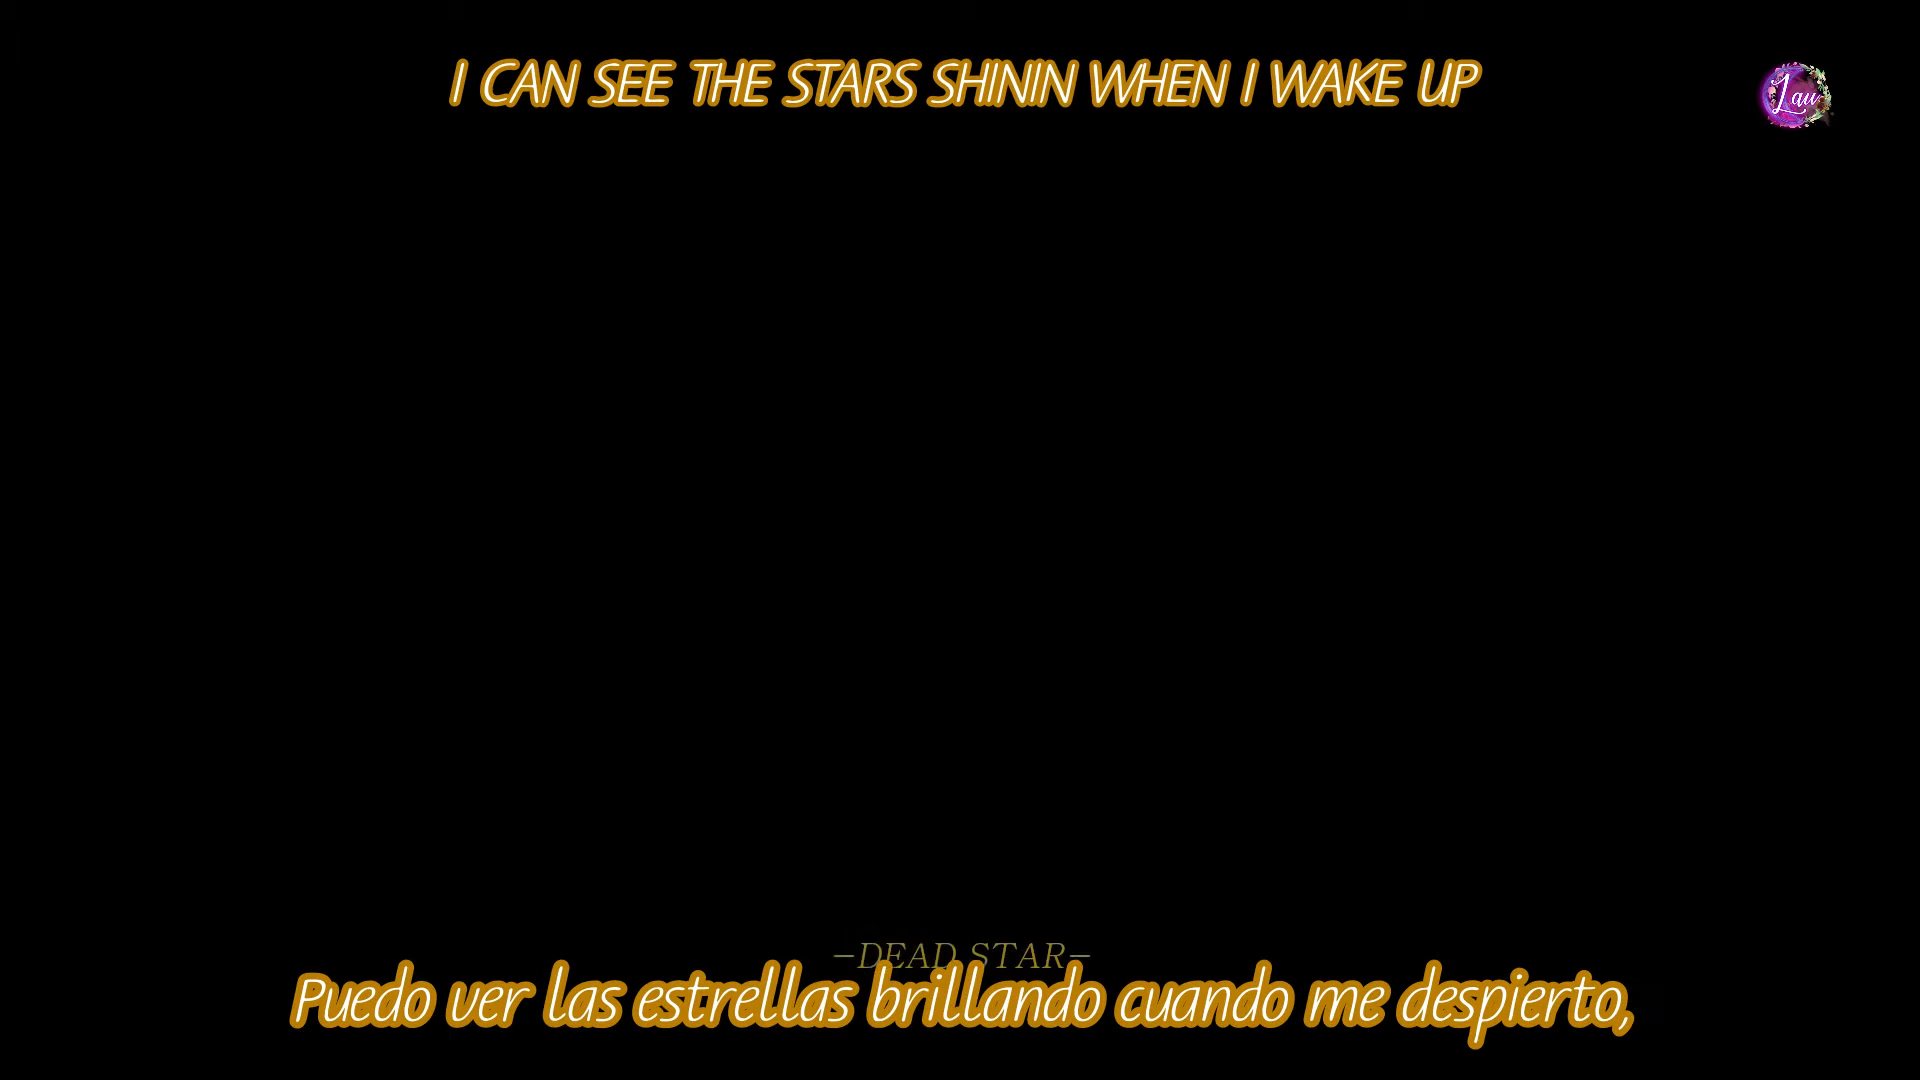 I CAN SEE THE STARS SHININ WHEN I WAKE UP
Lau
-DEAD STAR-
Puedo ver las estrellas brillando cuando me despierto,